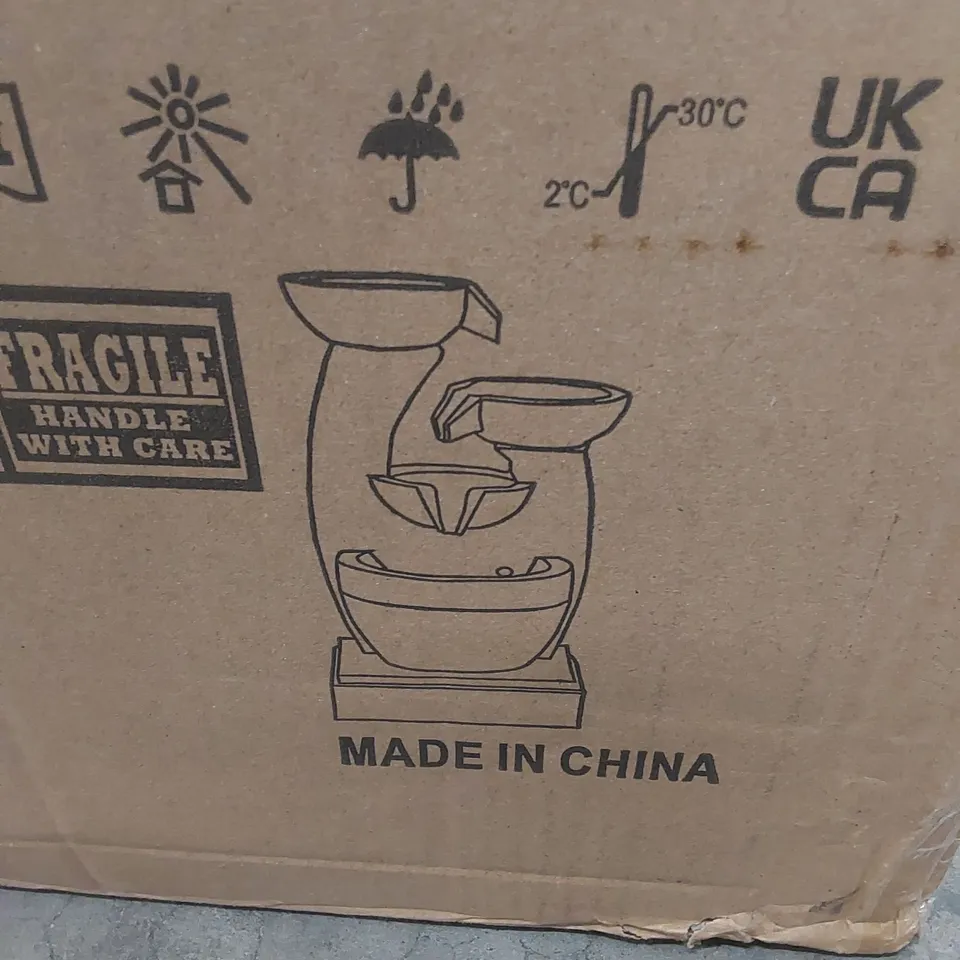 30°C
2°C
UK
CA
FRAGILE
HANDLE
WITH CARE
MADE IN CHINA